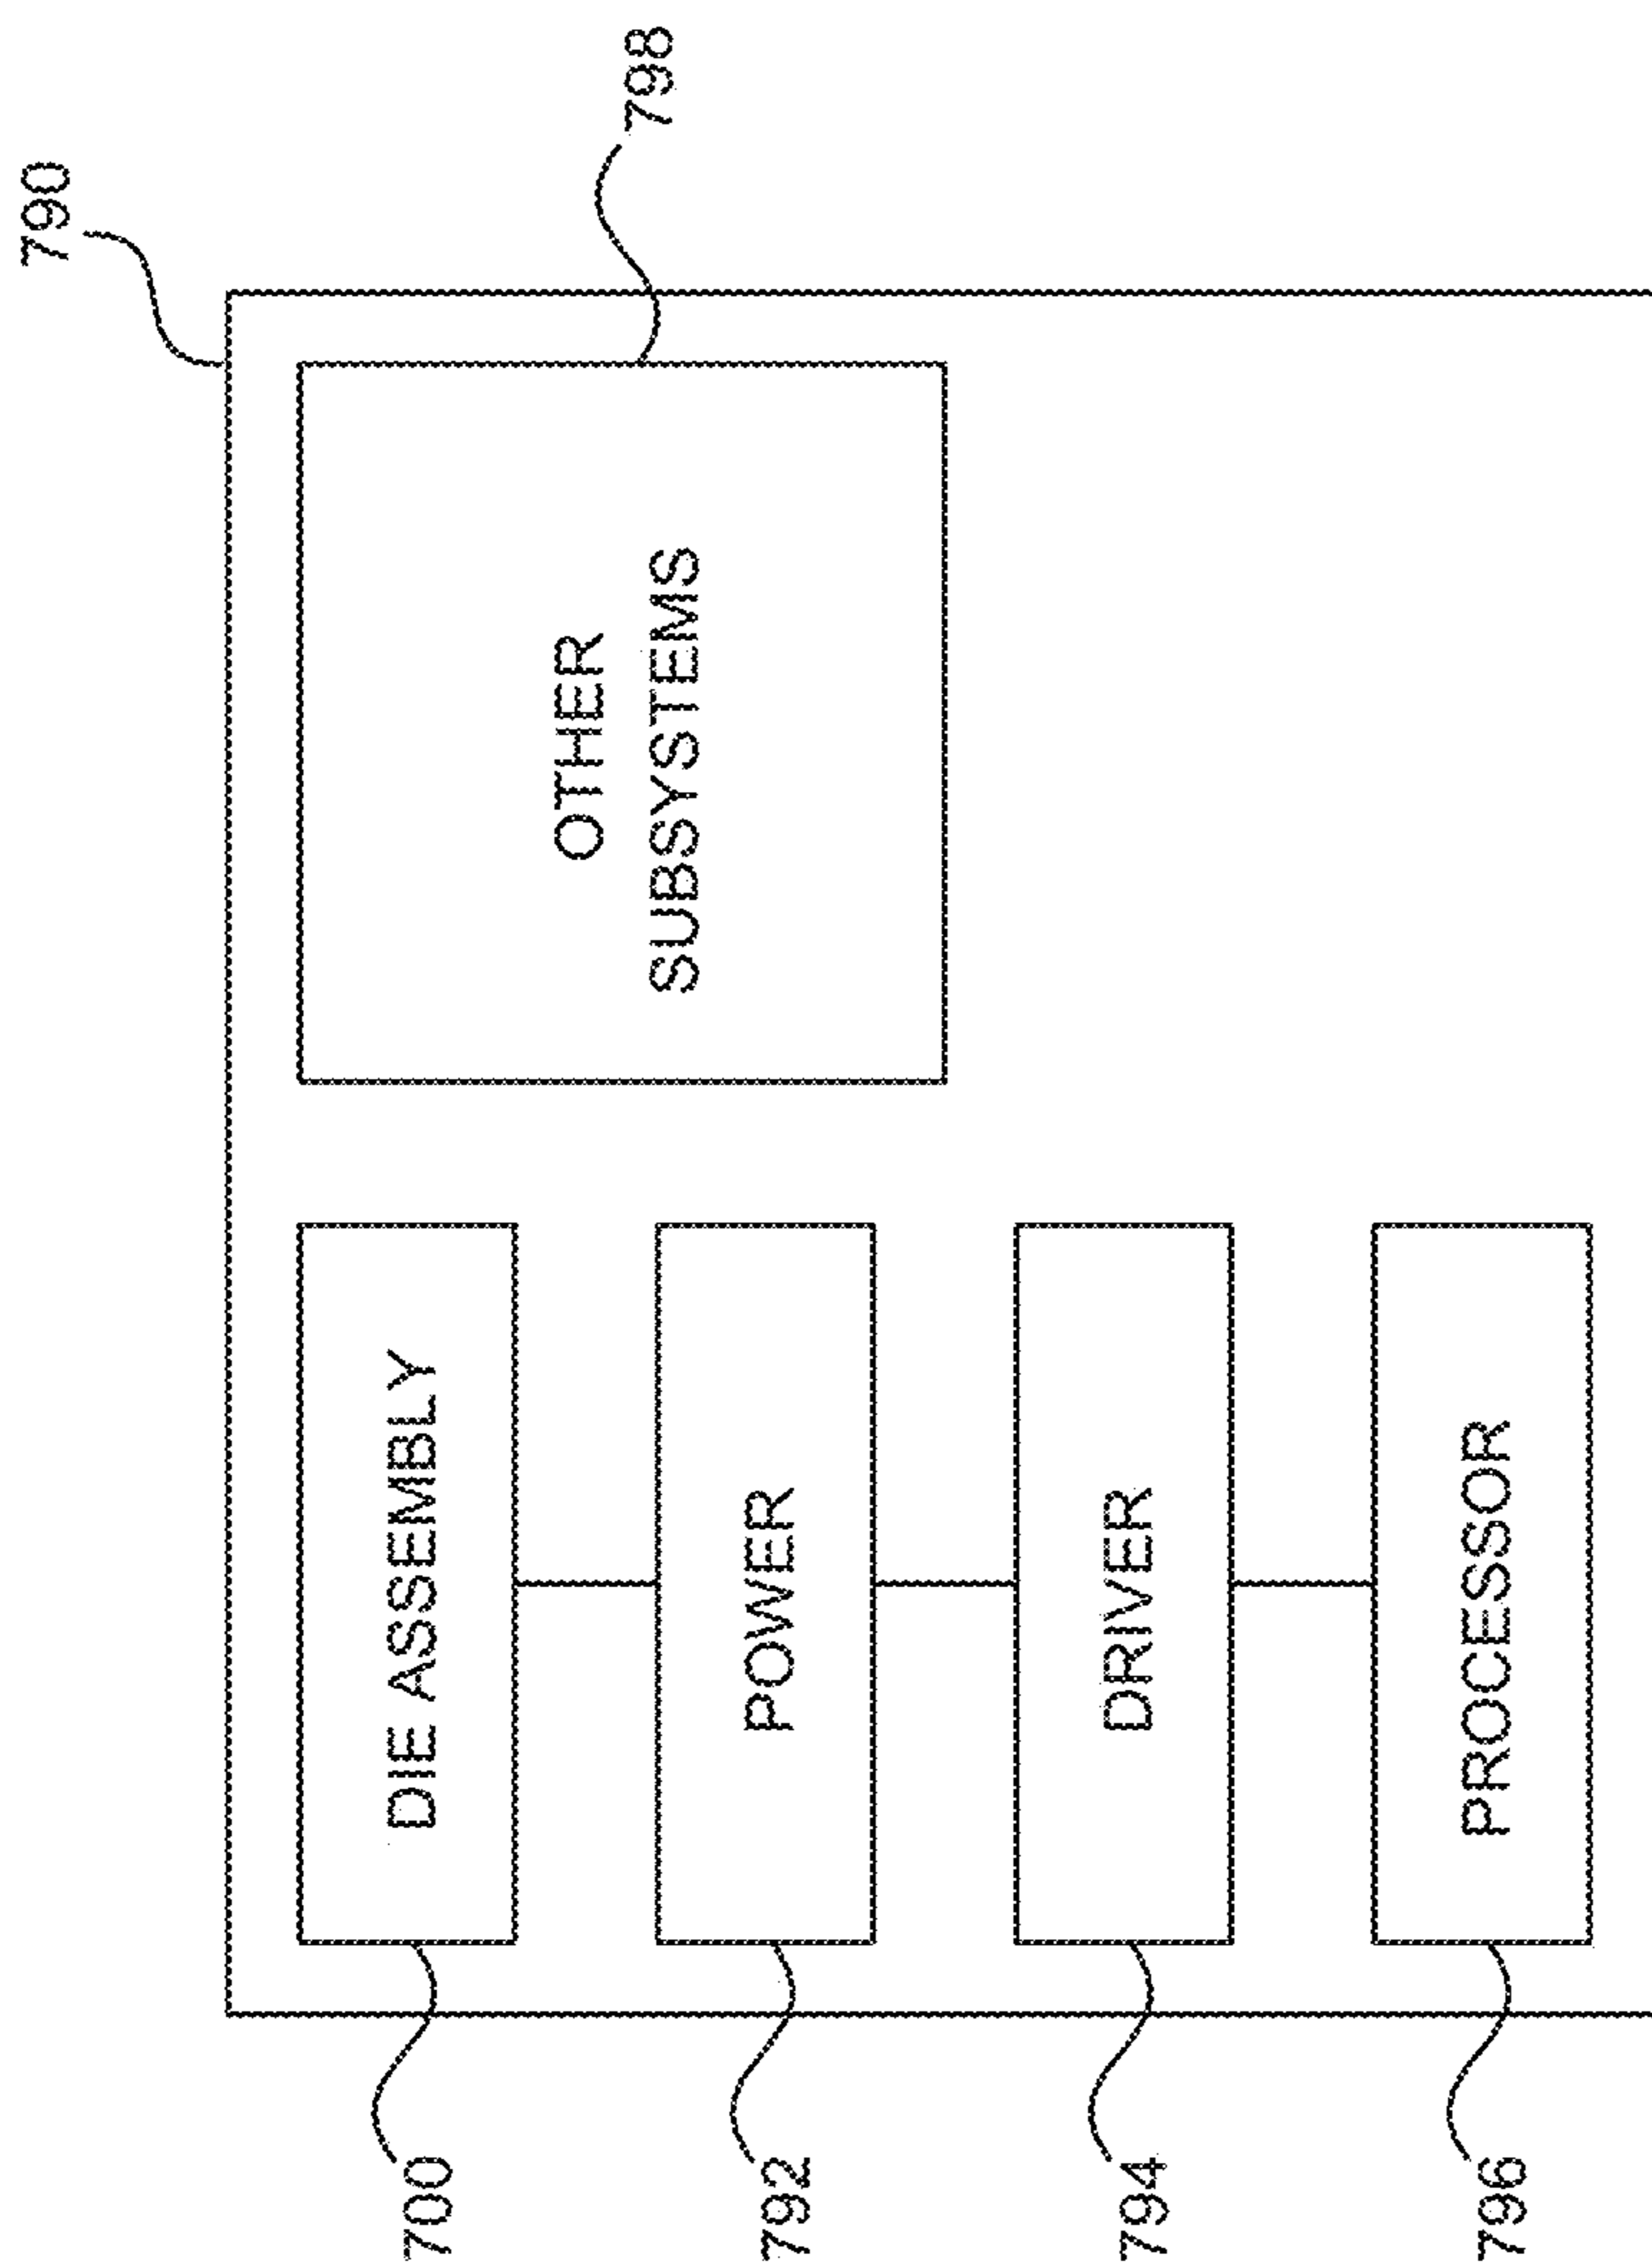 790
798
OTHER
SUBSYSTEMS
700
DIE ASSEMBLY
792
POWER
794
DRIVER
796
PROCESSOR